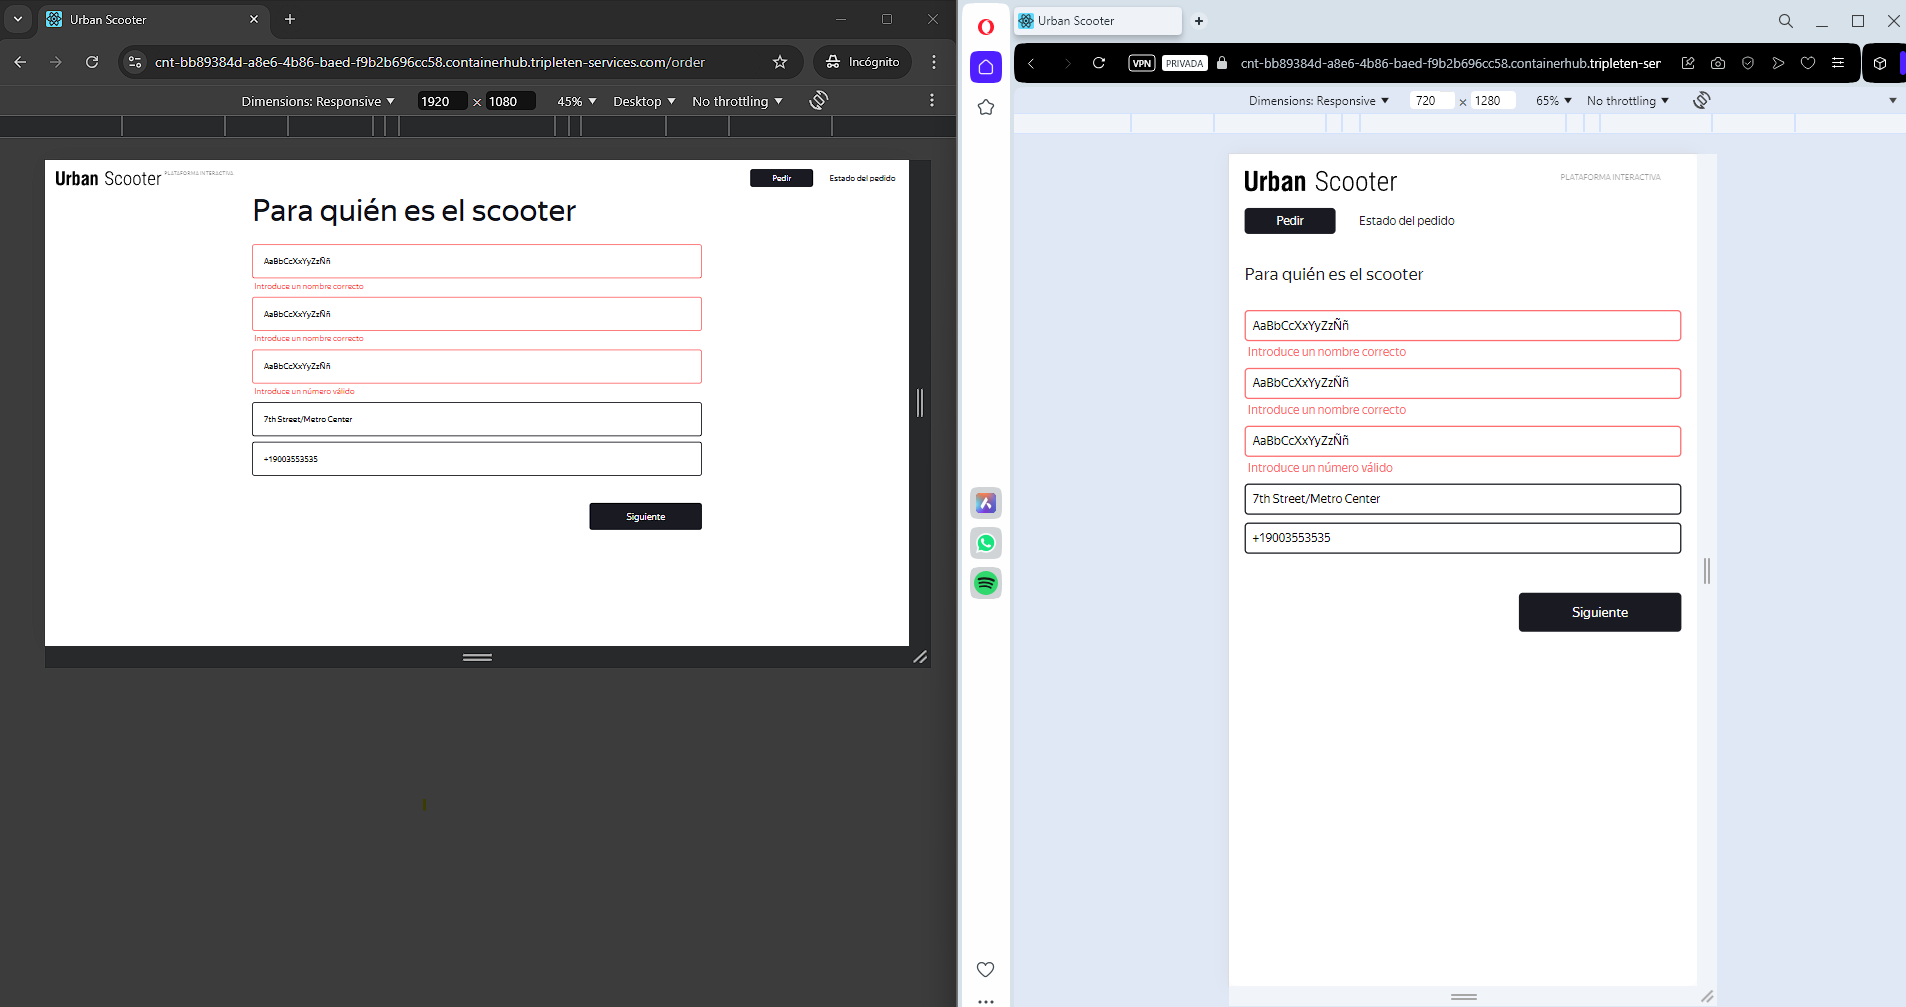 Urban Scooter
cnt-bb89384d-a8e6-4b86-baed-f9b2b696cc58.containerhub.tripleten-services.com/order
Incógnito
Dimensions: Responsive 1920 × 1080 45% Desktop No throttling
Urban Scooter PLATAFORMA INTERACTIVA
Pedir Estado del pedido
Para quién es el scooter
AaBbCcXxYyZzÑñ
Introduce un nombre correcto
AaBbCcXxYyZzÑñ
Introduce un nombre correcto
AaBbCcXxYyZzÑñ
Introduce un número válido
7th Street/Metro Center
+19003553535
Siguiente
Urban Scooter
VPN PRIVADA cnt-bb89384d-a8e6-4b86-baed-f9b2b696cc58.containerhub.tripleten-ser
Dimensions: Responsive 720 × 1280 65% No throttling
Urban Scooter PLATAFORMA INTERACTIVA
Pedir Estado del pedido
Para quién es el scooter
AaBbCcXxYyZzÑñ
Introduce un nombre correcto
AaBbCcXxYyZzÑñ
Introduce un nombre correcto
AaBbCcXxYyZzÑñ
Introduce un número válido
7th Street/Metro Center
+19003553535
Siguiente